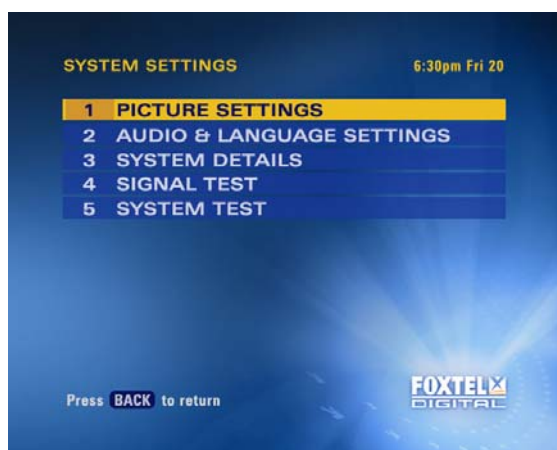 SYSTEM SETTINGS 6:30pm Fri 20
1 PICTURE SETTINGS
2 AUDIO & LANGUAGE SETTINGS
3 SYSTEM DETAILS
4 SIGNAL TEST
5 SYSTEM TEST
FOXTEL
DIGITAL
Press BACK to return